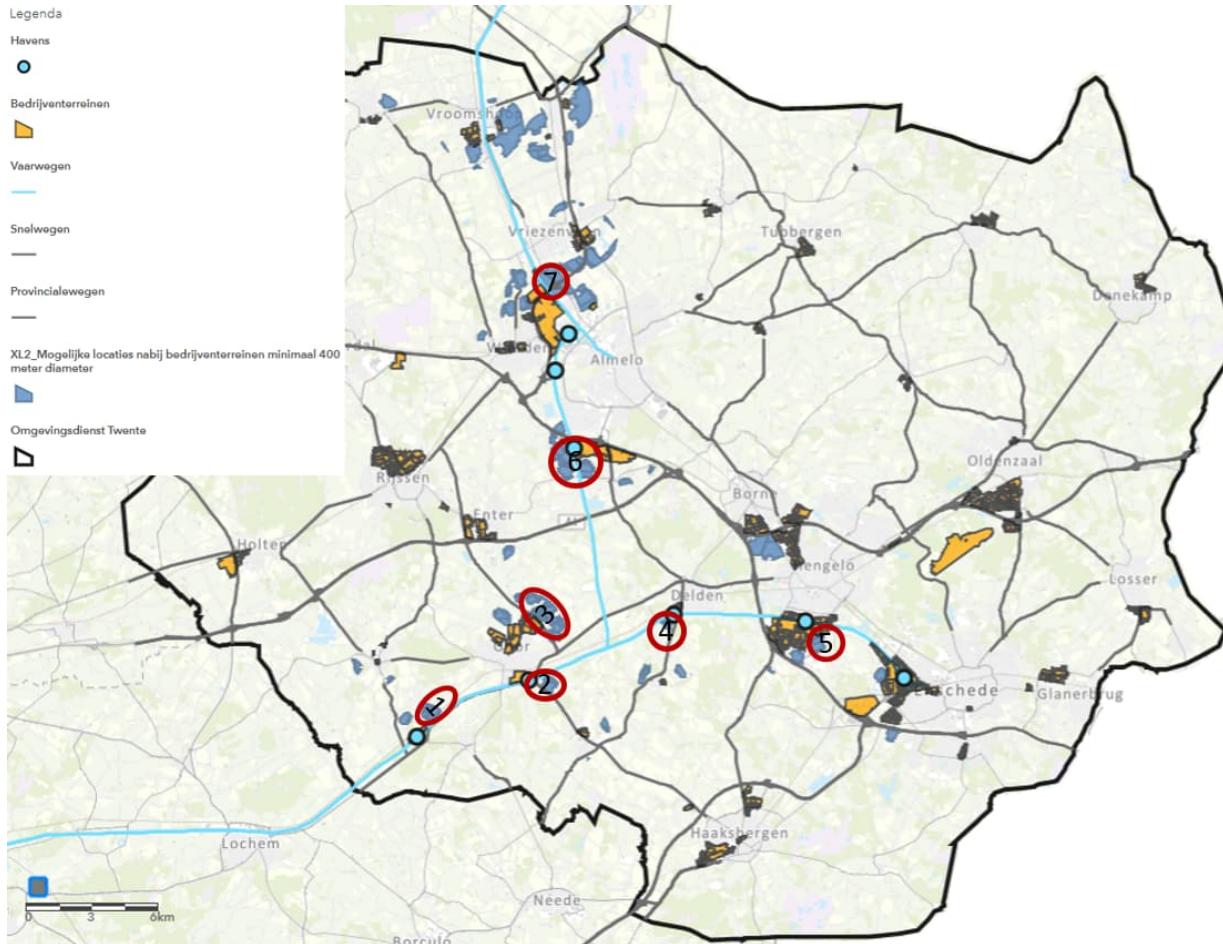 Legenda
Havens
Bedrijventerreinen
Vaarwegen
Snelwegen
Provincialewegen
XL2_Mogelijke locaties nabij bedrijventerreinen minimaal 400
meter diameter
Omgevingsdienst Twente
Vroomshoop
Vriezenveen
7
Tubbergen
Denekamp
Almelo
6
Rijssen
Oldenzaal
Borne
Enter
A1
Holten
Hengelo
Losser
3
Delden
4
5
2
1
Enschede
Glanerbrug
Haaksbergen
Lochem
Neede
Borculo
0 3 6km